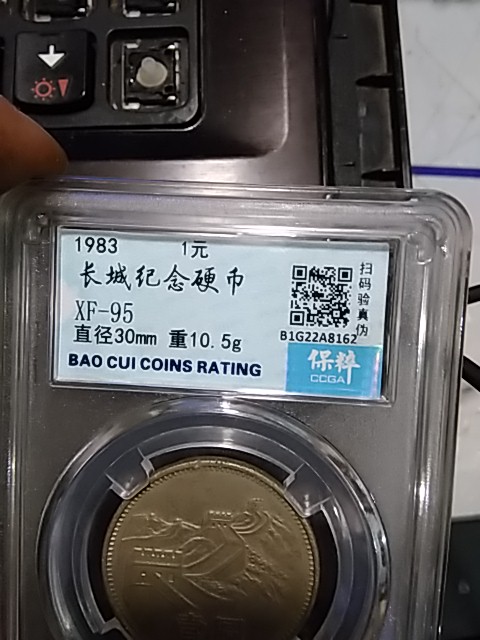 1983 1元
长城纪念硬币
XF-95
直径30mm 重10.5g
BAO CUI COINS RATING
扫码验真伪
B1G22A8162
保粹
CCGA